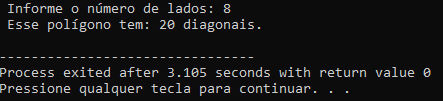 Informe o número de lados: 8
Esse polígono tem: 20 diagonais.
--------------------------------
Process exited after 3.105 seconds with return value 0
Pressione qualquer tecla para continuar. . .